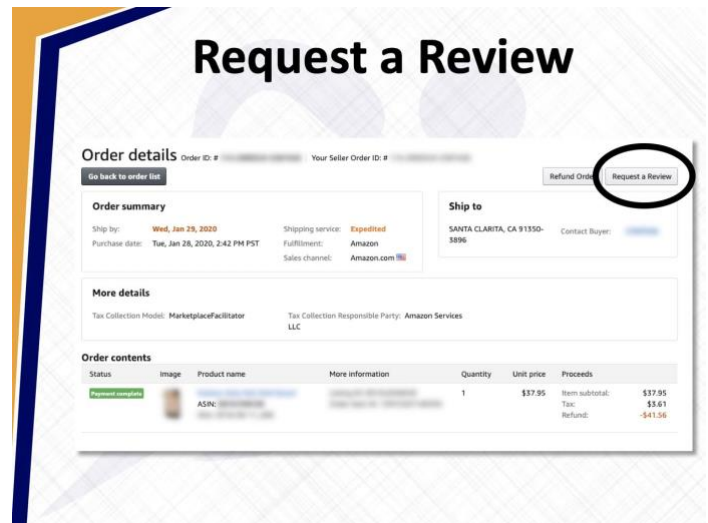 Request a Review
Order details Order ID: # Your Seller Order ID: #
Go back to order list
Refund Order Request a Review
Order summary
Ship by: Wed, Jan 29, 2020
Purchase date: Tue, Jan 28, 2020, 2:42 PM PST
Shipping service: Expedited
Fulfillment: Amazon
Sales channel: Amazon.com
Ship to
SANTA CLARITA, CA 91350-
3896
Contact Buyer:
More details
Tax Collection Model: MarketplaceFacilitator
Tax Collection Responsible Party: Amazon Services
LLC
Order contents
Status Image Product name More information Quantity Unit price Proceeds
Payment complete
ASIN:
1 $37.95
Item subtotal: $37.95
Tax: $3.61
Refund: -$41.56